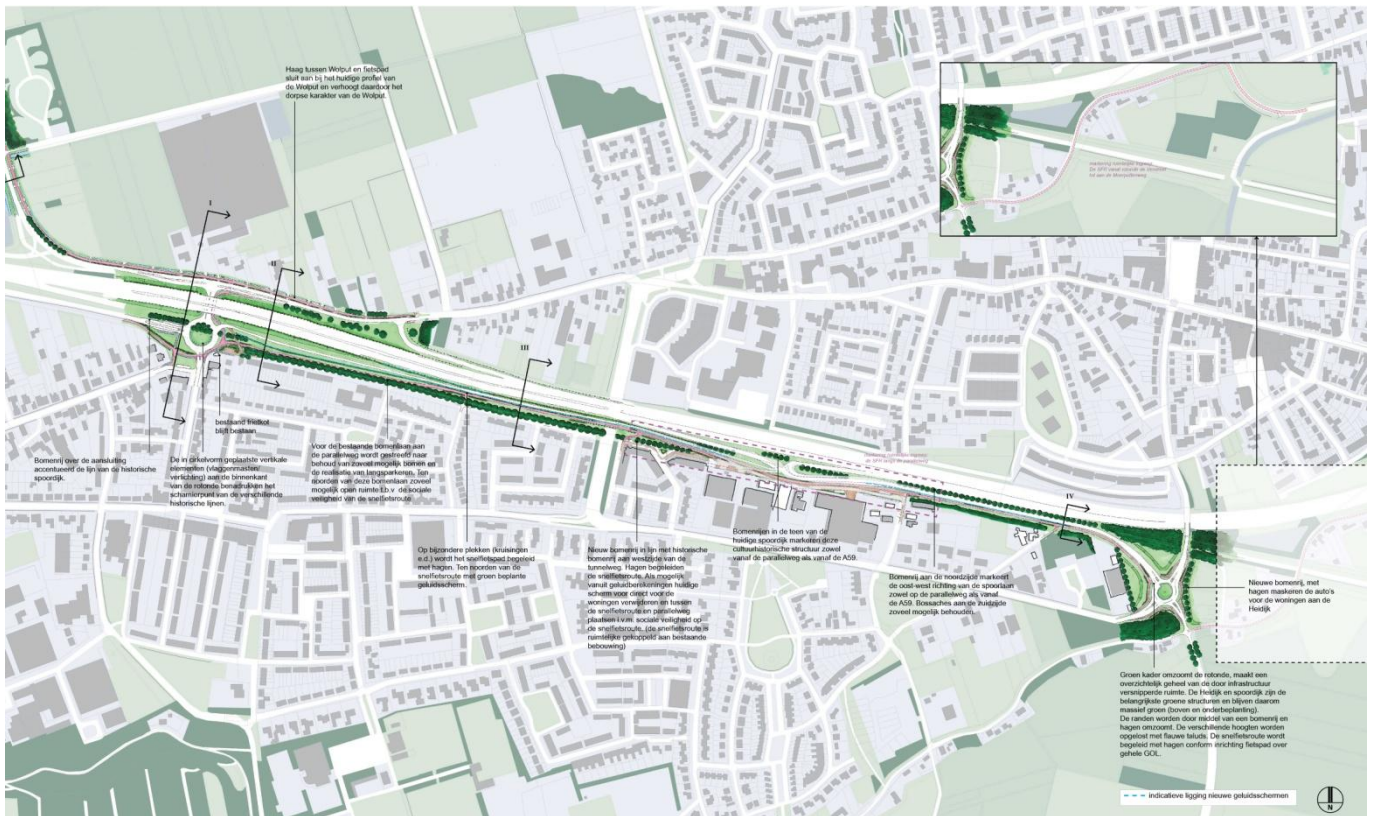 Haag tussen Wolput en fietspad
sluit aan bij het huidige profiel van
de Wolput en verhoogt daardoor het
dorpse karakter van de Wolput.
I
II
III
IV
bestaand frietkot
blijft bestaan.
Bomenrij over de aansluiting
accentueerd de lijn van de historische
spoordijk.
De in cirkelvorm geplaatste vertikale
elementen (vlaggenmasten/
verlichting) aan de binnenkant
van de rotonde benadrukken het
scharnierpunt van de verschillende
historische lijnen.
Voor de bestaande bomenlaan aan
de parallelweg wordt gestreefd naar
behoud van zoveel mogelijk bomen en
de realisatie van langsparkeren. Ten
noorden van deze bomenlaan zoveel
mogelijk open ruimte t.b.v. de sociale
veiligheid van de snelfietsroute.
Op bijzondere plekken (kruisingen
e.d.) wordt het snelfietspad begeleid
met hagen. Ten noorden van de
snelfietsroute met groen beplante
geluidsscherm.
Nieuw bomenrij in lijn met historische
bomenrij aan westzijde van de
tunnelweg. Hagen begeleiden
de snelfietsroute. Als mogelijk
vanuit geluidberekeningen huidige
scherm voor direct voor de
woningen verwijderen en tussen
de snelfietsroute en parallelweg
plaatsen i.v.m. sociale veiligheid op
de snelfietsroute. (de snelfietsroute is
ruimtelijke gekoppeld aan bestaande
bebouwing)
Bomenrijen in de teen van de
huidige spoordijk markeren deze
cultuurhistorische structuur zowel
vanaf de parallelweg als vanaf de A59.
Bomenrij aan de noordzijde markeert
de oost-west richting van de spoorlaan
zowel op de parallelweg als vanaf
de A59. Bossaches aan de zuidzijde
zoveel mogelijk behouden.
Nieuwe bomenrij, met
hagen maskeren de auto's
voor de woningen aan de
Heidijk
Groen kader omzoomt de rotonde, maakt een
overzichtelijk geheel van de door infrastructuur
versnipperde ruimte. De Heidijk en spoordijk zijn de
belangrijkste groene structuren en blijven daarom
massief groen (boven en onderbeplanting).
De randen worden door middel van een bomenrij en
hagen omzoomt. De verschillende hoogten worden
opgelost met flauwe taluds. De snelfietsroute wordt
begeleid met hagen conform inrichting fietspad over
gehele GOL.
indicatieve ligging nieuwe geluidsschermen
N